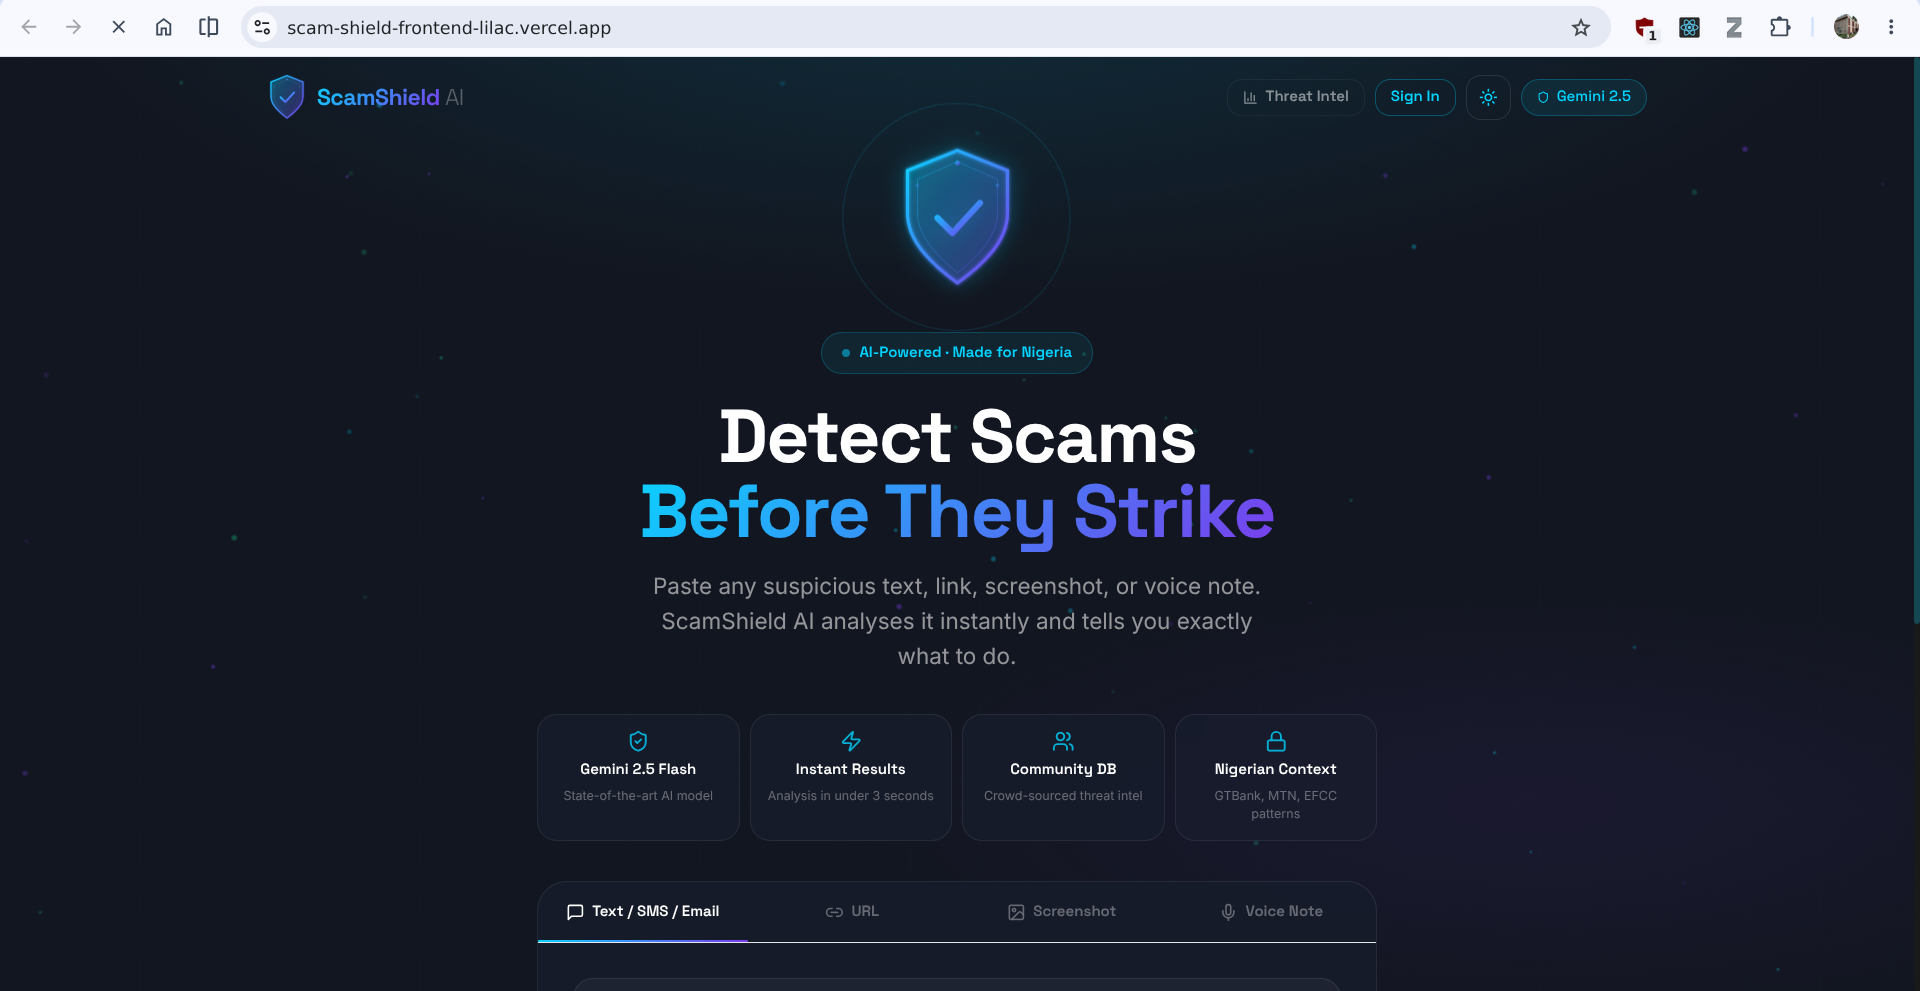 scam-shield-frontend-lilac.vercel.app
1
ScamShield AI
Threat Intel
Sign In
Gemini 2.5
AI-Powered · Made for Nigeria
Detect Scams
Before They Strike
Paste any suspicious text, link, screenshot, or voice note.
ScamShield AI analyses it instantly and tells you exactly
what to do.
Gemini 2.5 Flash
State-of-the-art AI model
Instant Results
Analysis in under 3 seconds
Community DB
Crowd-sourced threat intel
Nigerian Context
GTBank, MTN, EFCC
patterns
Text / SMS / Email
URL
Screenshot
Voice Note